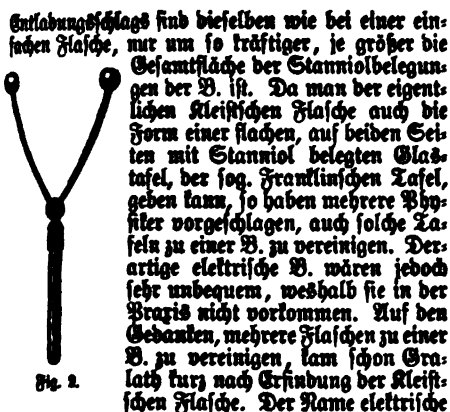 Entladungsschlags sind dieselben wie bei einer ein-
fachen Flasche, nur um so kräftiger, je größer die
Gesamtfläche der Stanniolbelegun-
gen der B. ist. Da man der eigent-
lichen Kleistschen Flasche auch die
Form einer flachen, auf beiden Sei-
ten mit Stanniol belegten Glas-
tafel, der sog. Franklinschen Tafel,
geben kann, so haben mehrere Phy-
siker vorgeschlagen, auch solche Ta-
feln zu einer B. zu vereinigen. Der-
artige elektrische B. wären jedoch
sehr unbequem, weshalb sie in der
Praxis nicht vorkommen. Auf den
Gedanken, mehrere Flaschen zu einer
B. zu vereinigen, kam schon Gra-
lath kurz nach Erfindung der Kleist-
schen Flasche. Der Name elektrische
Fig. 2.